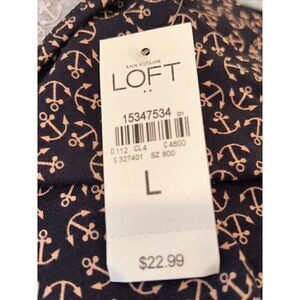 ANN TAYLOR
LOFT
15347534 01
D112 CL4 C4600
S 327401 SZ 800
L
$22.99